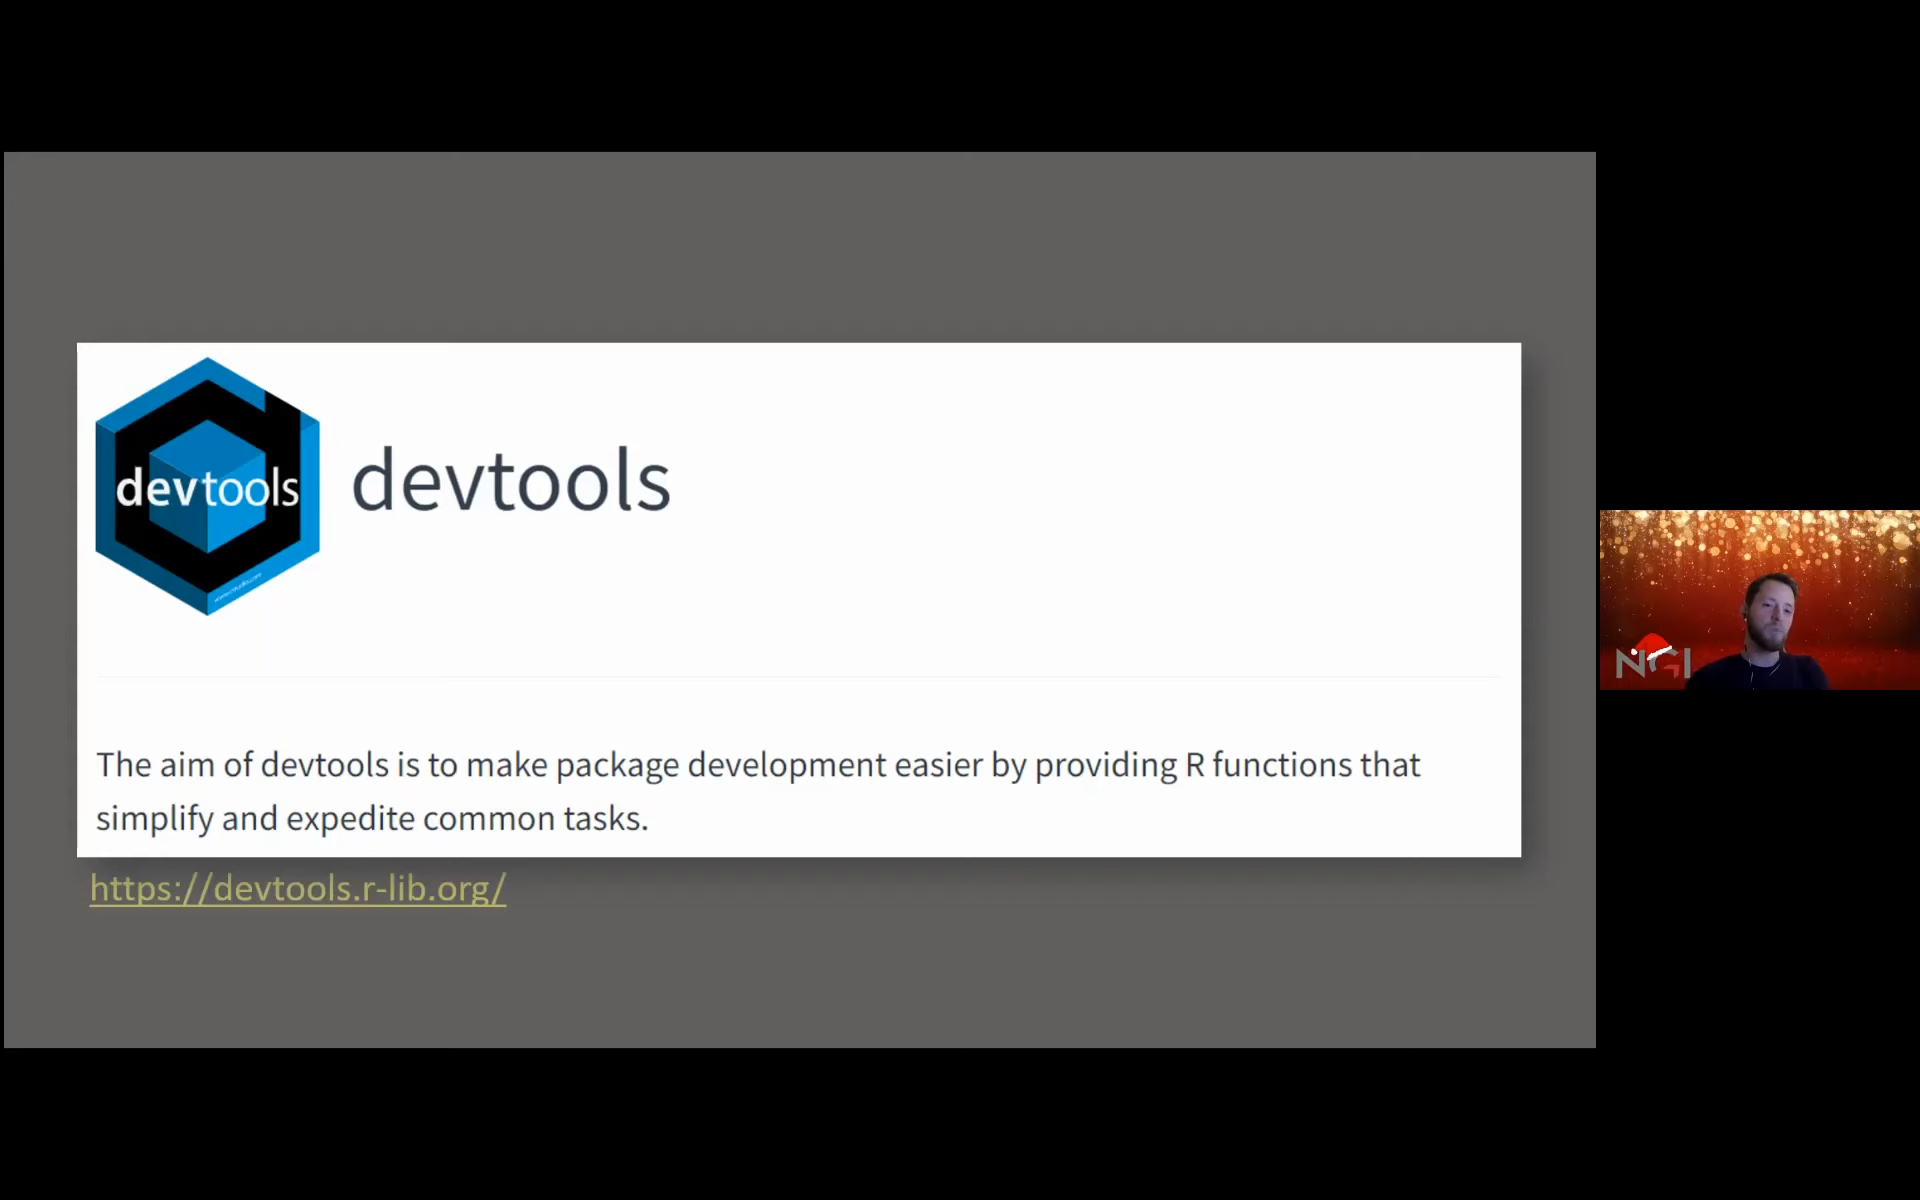 devtools
devtools
The aim of devtools is to make package development easier by providing R functions that
simplify and expedite common tasks.
https://devtools.r-lib.org/
NGI